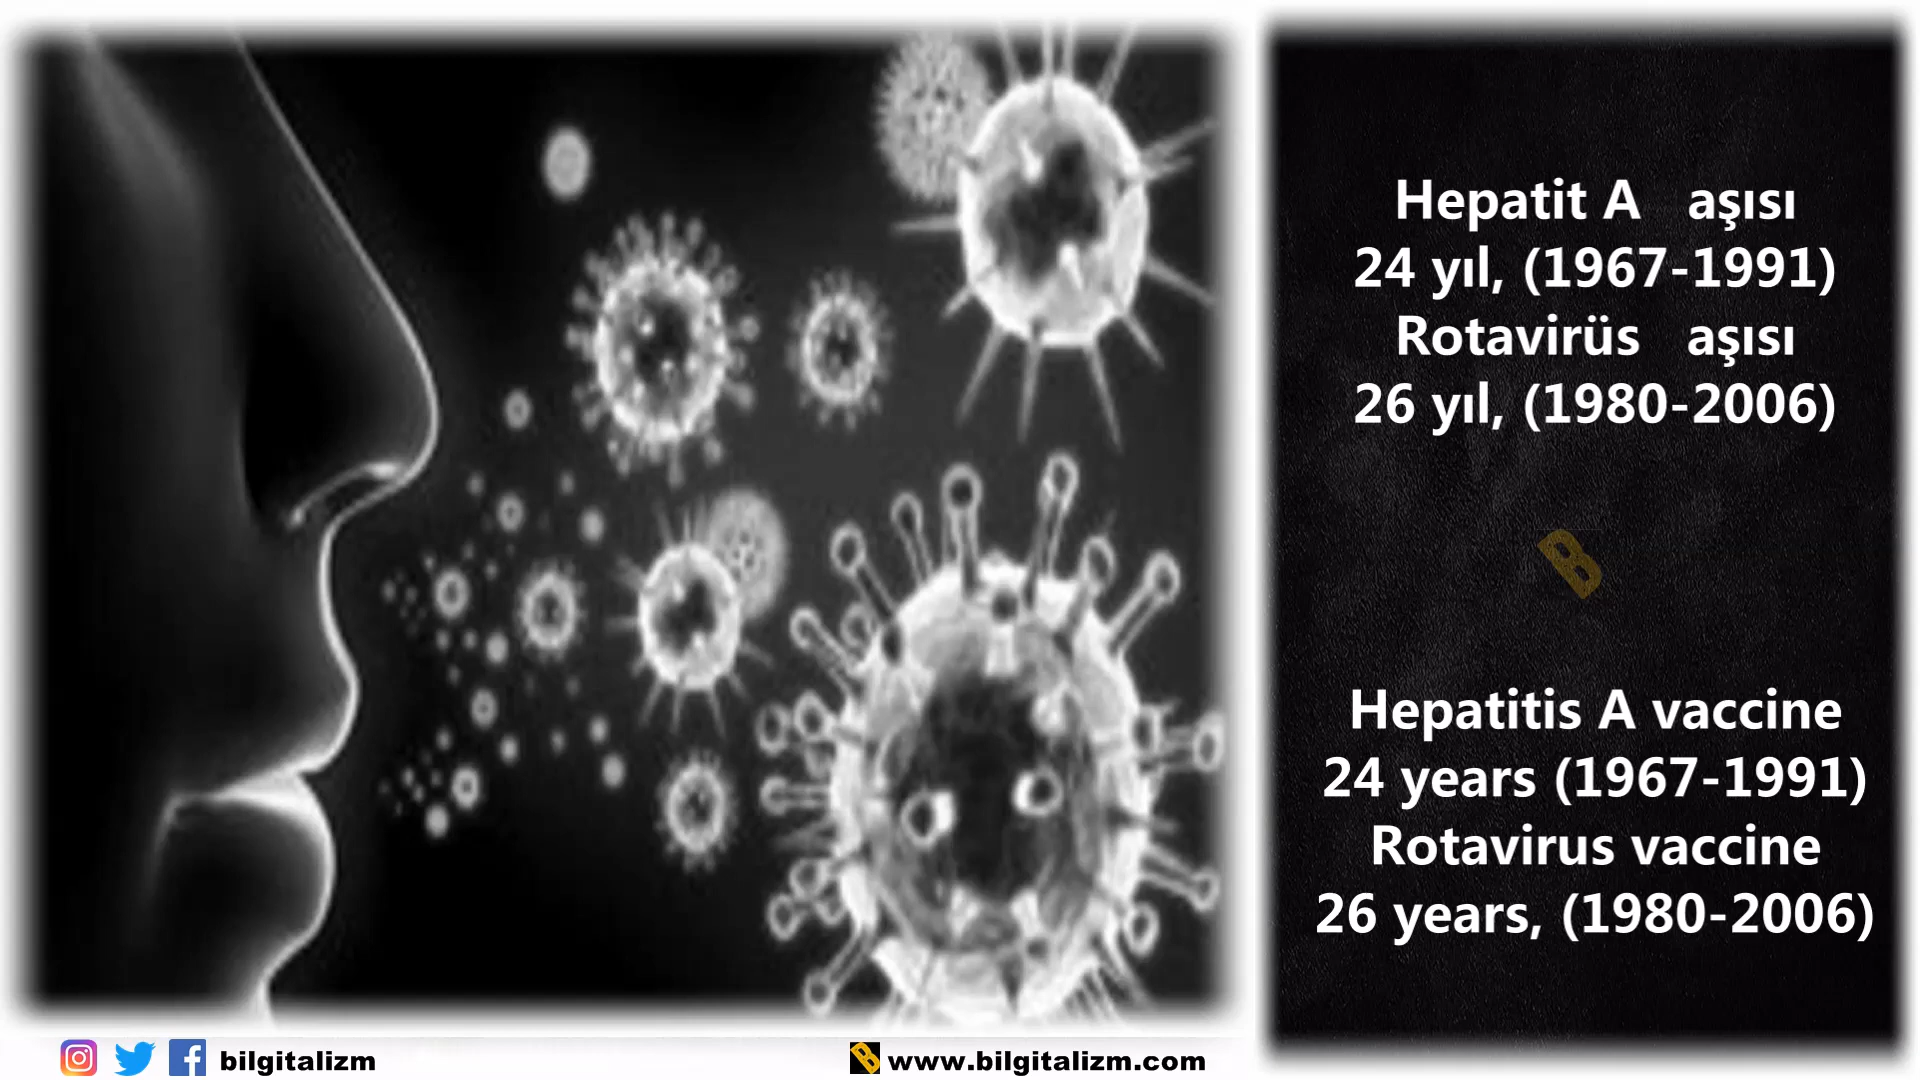 Hepatit A aşısı
24 yıl, (1967-1991)
Rotavirüs aşısı
26 yıl, (1980-2006)
B
Hepatitis A vaccine
24 years (1967-1991)
Rotavirus vaccine
26 years, (1980-2006)
bilgitalizm
B www.bilgitalizm.com